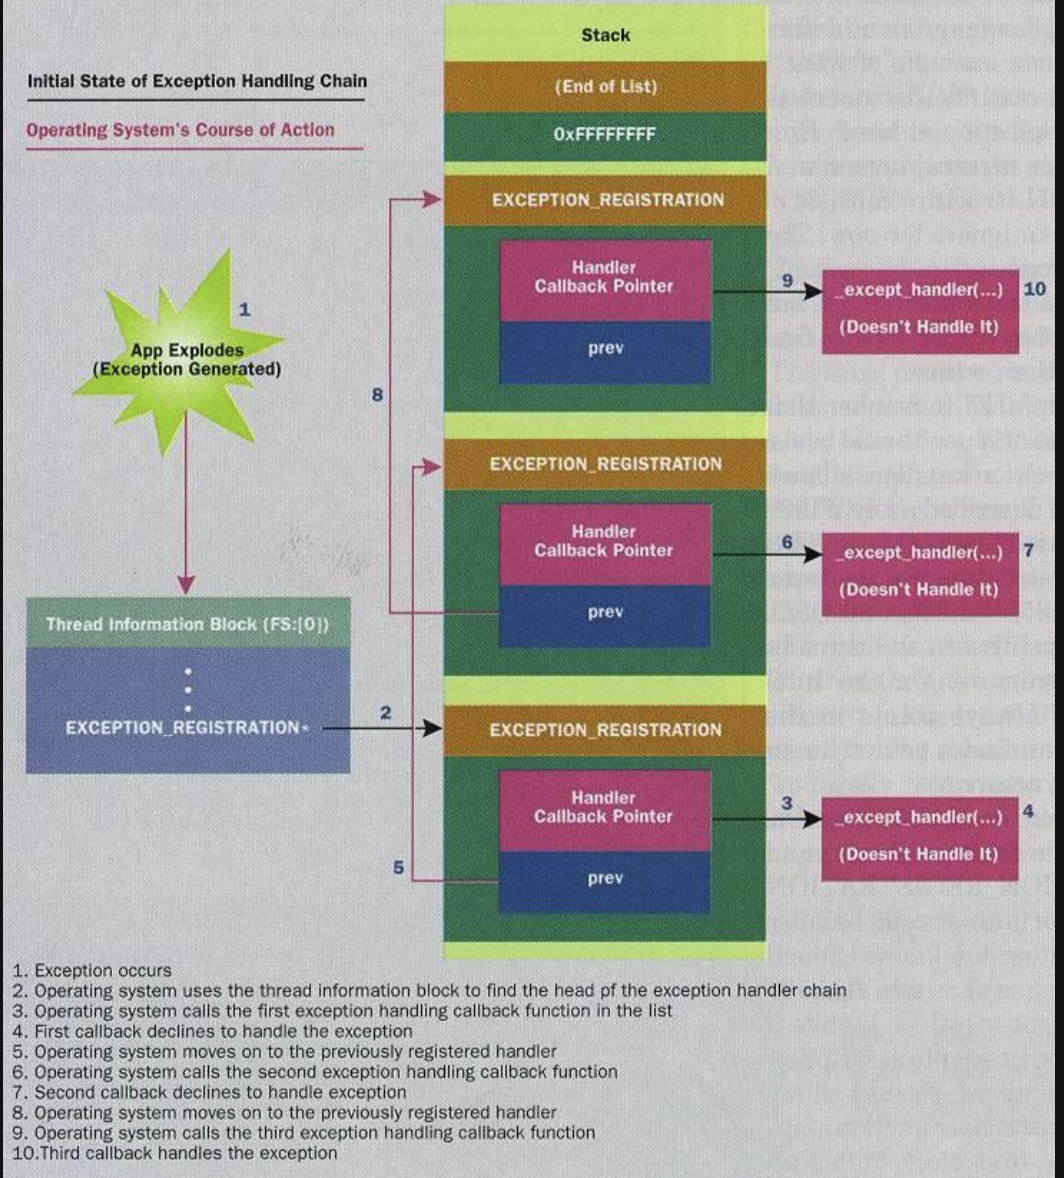 Stack
Initial State of Exception Handling Chain
(End of List)
Operating System's Course of Action
0xFFFFFFFF
EXCEPTION_REGISTRATION
Handler
Callback Pointer
9
_except_handler(...)
10
(Doesn't Handle It)
prev
1
App Explodes
(Exception Generated)
8
EXCEPTION_REGISTRATION
Handler
Callback Pointer
6
_except_handler(...)
7
(Doesn't Handle It)
prev
Thread Information Block (FS:[0])
EXCEPTION_REGISTRATION*
2
EXCEPTION_REGISTRATION
Handler
Callback Pointer
3
_except_handler(...)
4
(Doesn't Handle It)
prev
5
1. Exception occurs
2. Operating system uses the thread information block to find the head pf the exception handler chain
3. Operating system calls the first exception handling callback function in the list
4. First callback declines to handle the exception
5. Operating system moves on to the previously registered handler
6. Operating system calls the second exception handling callback function
7. Second callback declines to handle exception
8. Operating system moves on to the previously registered handler
9. Operating system calls the third exception handling callback function
10.Third callback handles the exception